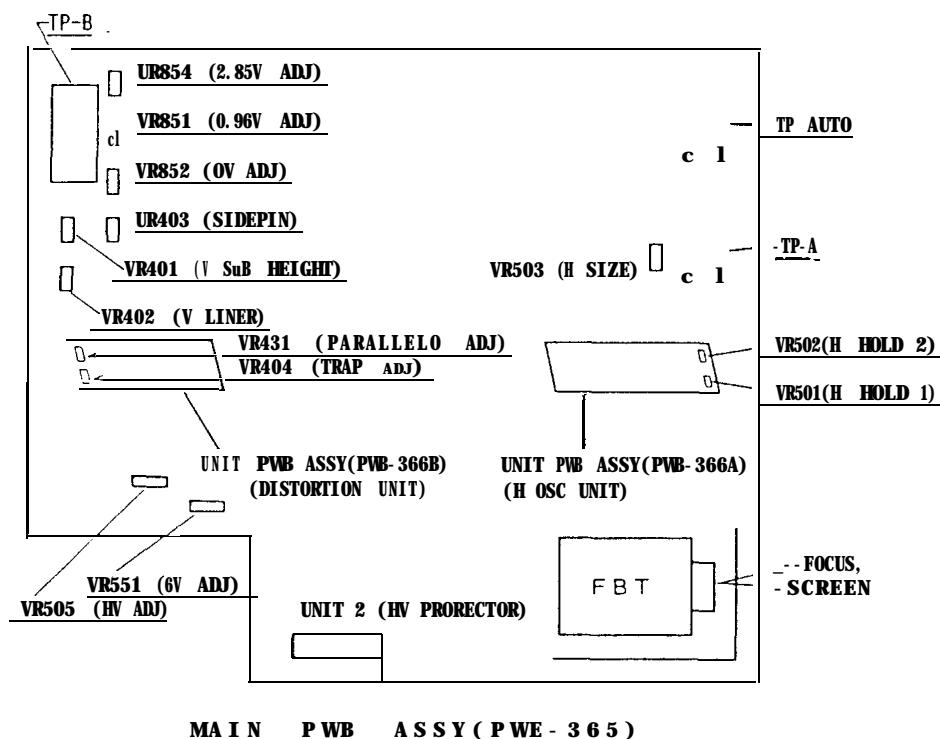 TP-B
UR854 (2.85V ADJ)
VR851 (0.96V ADJ)
cl
VR852 (0V ADJ)
UR403 (SIDEPIN)
VR401 (V SuB HEIGHT)
VR402 (V LINER)
VR431 (PARALLELO ADJ)
VR404 (TRAP ADJ)
TP AUTO
c l
-TP-A
VR503 (H SIZE)
c l
VR502(H HOLD 2)
VR501(H HOLD 1)
UNIT PWB ASSY(PWB-366B)
(DISTORTION UNIT)
UNIT PWB ASSY(PWB-366A)
(H OSC UNIT)
VR551 (6V ADJ)
VR505 (HV ADJ)
UNIT 2 (HV PRORECTOR)
FBT
_--FOCUS,
-SCREEN
MAIN PWB ASSY(PWE-365)